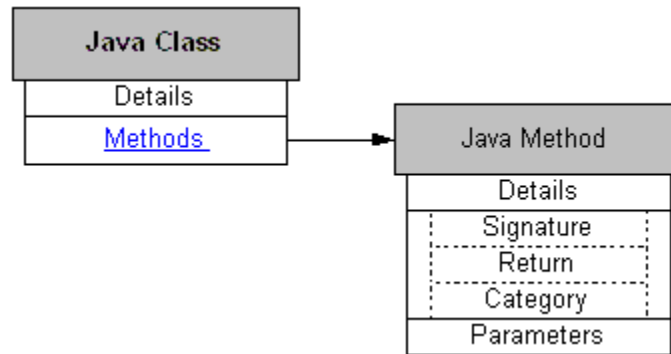 Java Class
Details
Methods
Java Method
Details
Signature
Return
Category
Parameters